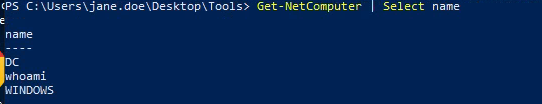 PS C:\Users\jane.doe\Desktop\Tools> Get-NetComputer | Select name
name
----
DC
whoami
WINDOWS